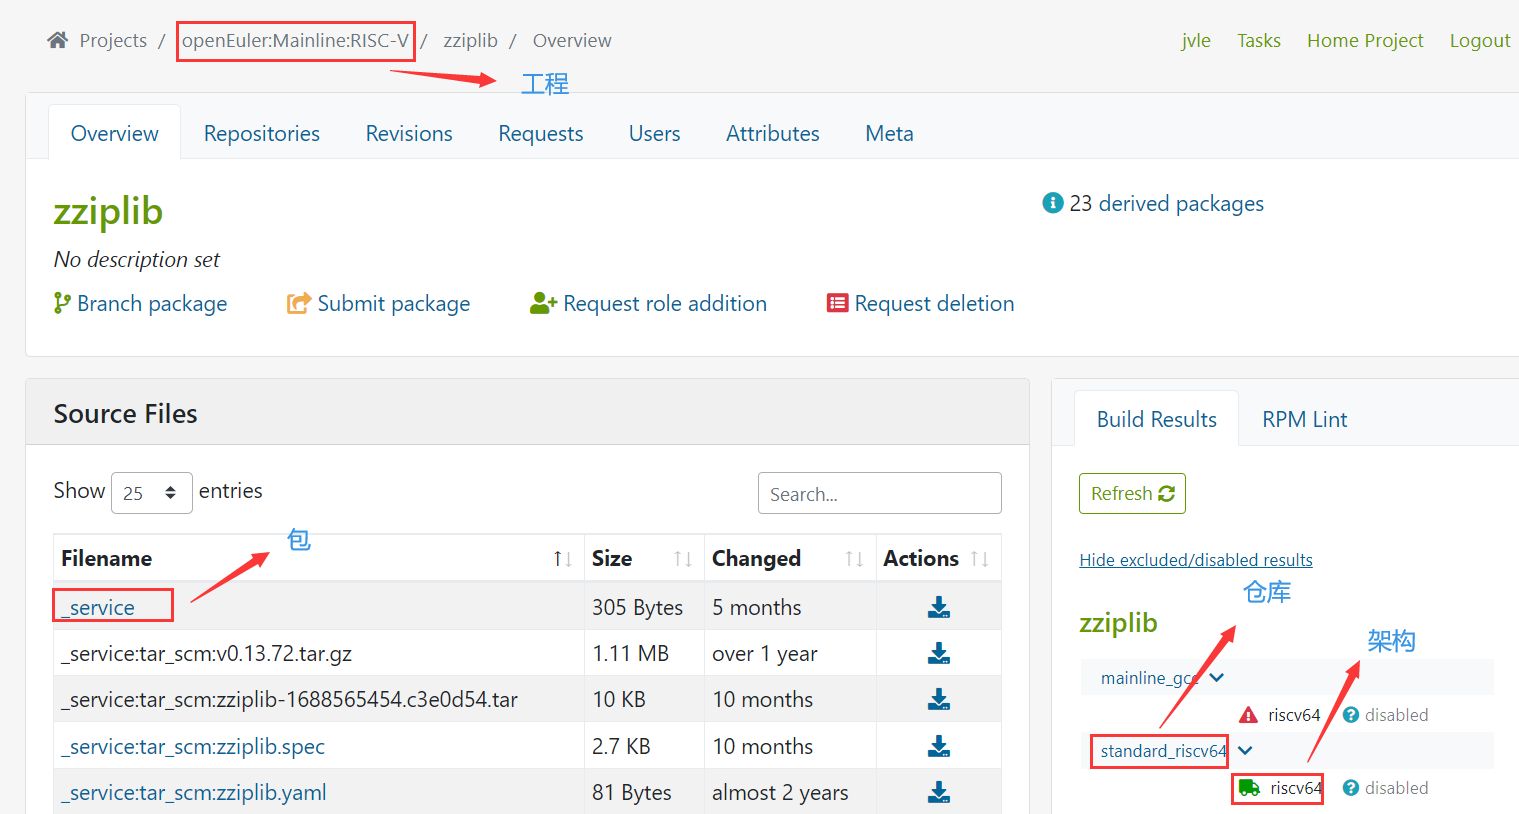 Projects / openEuler:Mainline:RISC-V / zziplib / Overview
jvle Tasks Home Project Logout
工程
Overview Repositories Revisions Requests Users Attributes Meta
zziplib
23 derived packages
No description set
Branch package Submit package Request role addition Request deletion
Source Files
Show 25 entries
Search...
包
Filename Size Changed Actions
_service 305 Bytes 5 months
_service:tar_scm:v0.13.72.tar.gz 1.11 MB over 1 year
_service:tar_scm:zziplib-1688565454.c3e0d54.tar 10 KB 10 months
_service:tar_scm:zziplib.spec 2.7 KB 10 months
_service:tar_scm:zziplib.yaml 81 Bytes almost 2 years
Build Results RPM Lint
Refresh
Hide excluded/disabled results
仓库
zziplib
架构
mainline_gcc
riscv64 disabled
standard_riscv64
riscv64 disabled